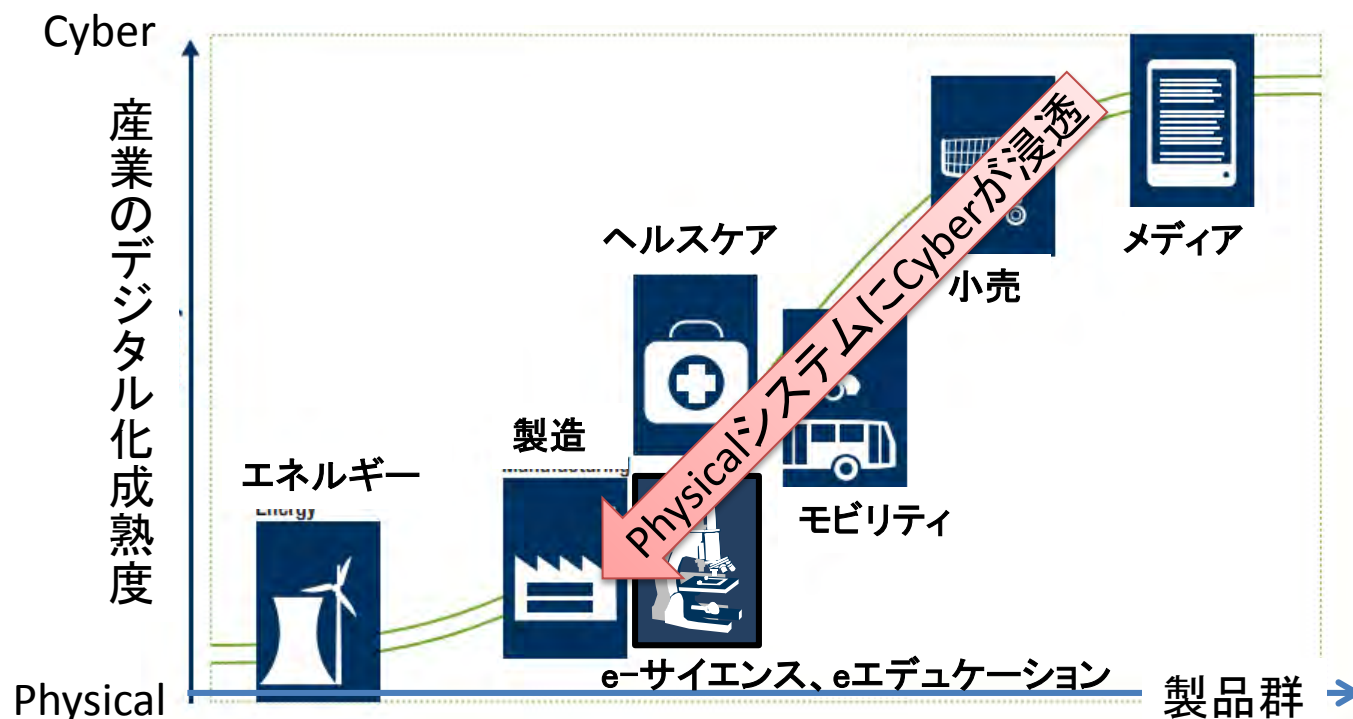 Cyber
産業のデジタル化成熟度
Physical
製品群
エネルギー
Energy
製造
Manufacturing
ヘルスケア
e-サイエンス、eエデュケーション
モビリティ
小売
メディア
PhysicalシステムにCyberが浸透